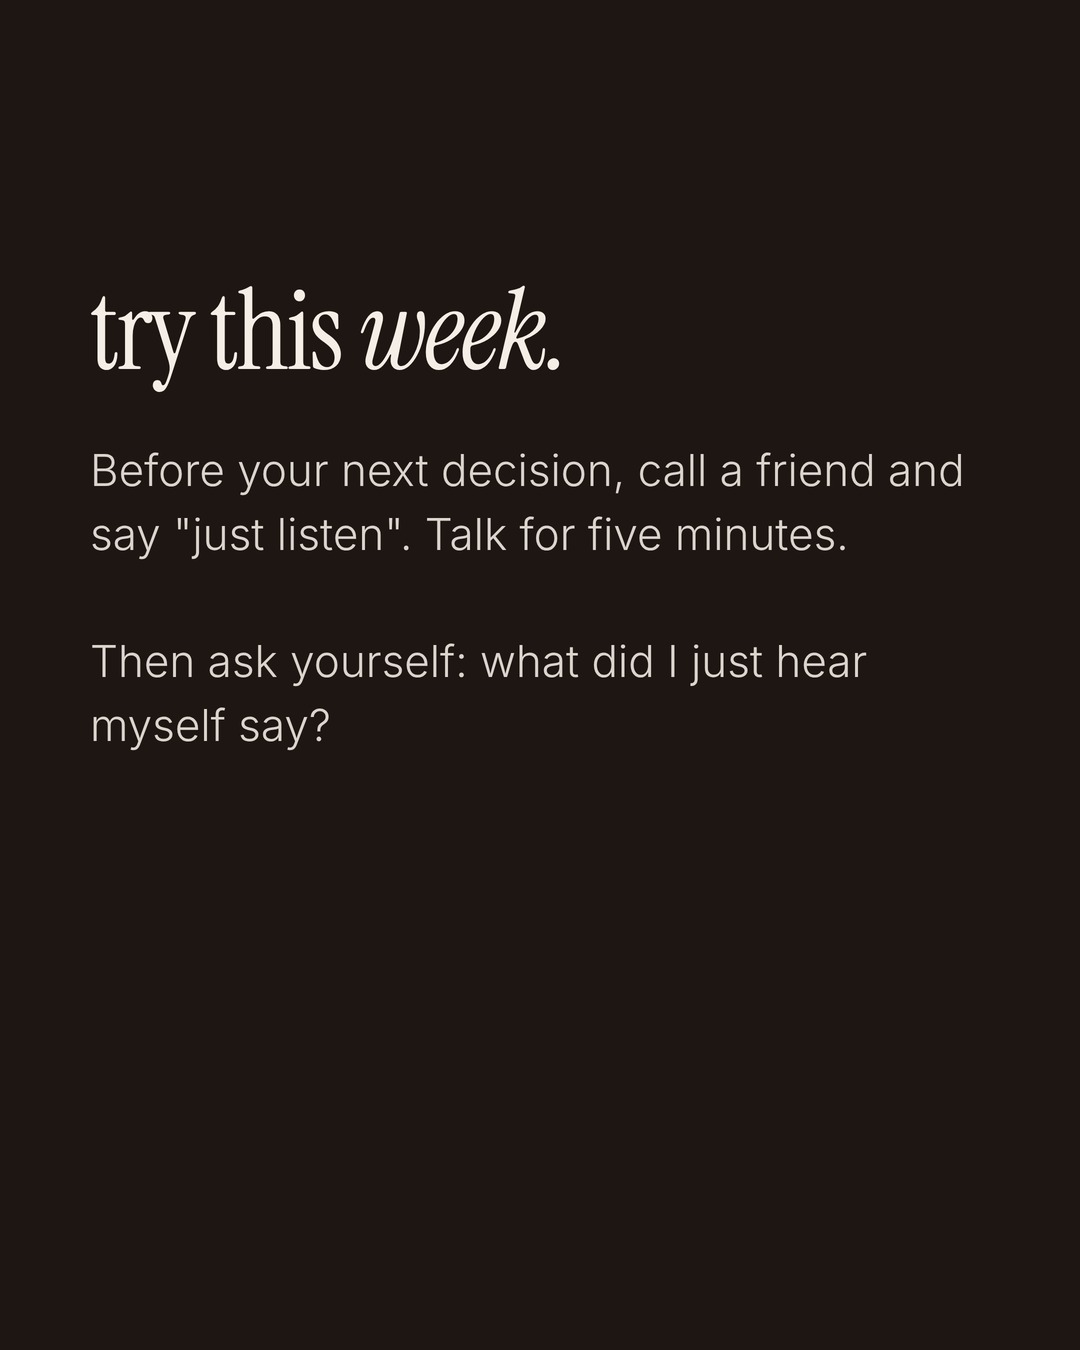 try this week.
Before your next decision, call a friend and
say "just listen". Talk for five minutes.
Then ask yourself: what did I just hear
myself say?